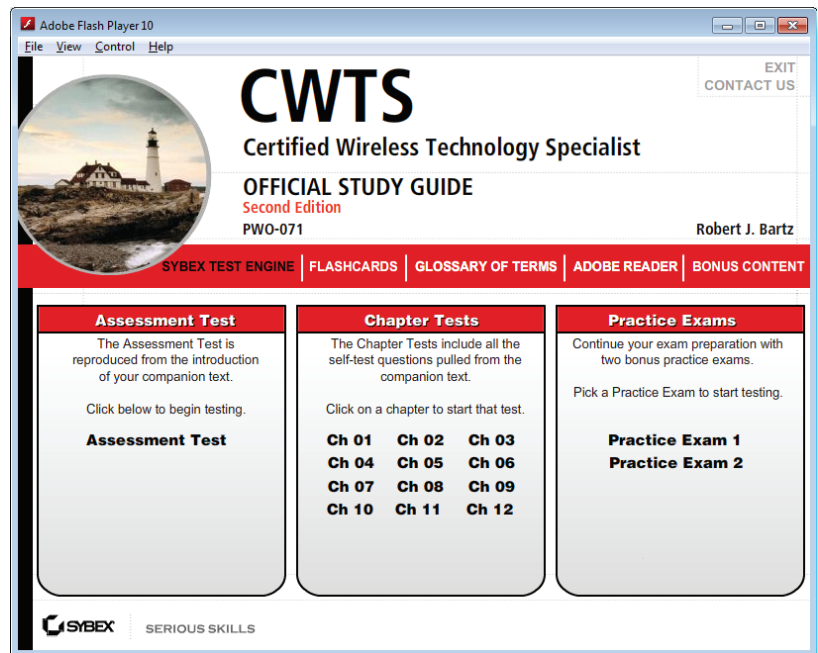 Adobe Flash Player 10
File View Control Help
EXIT
CONTACT US
CWTS
Certified Wireless Technology Specialist
OFFICIAL STUDY GUIDE
Second Edition
PW0-071
Robert J. Bartz
SYBEX TEST ENGINE FLASHCARDS GLOSSARY OF TERMS ADOBE READER BONUS CONTENT
Assessment Test
The Assessment Test is
reproduced from the introduction
of your companion text.
Click below to begin testing.
Assessment Test
Chapter Tests
The Chapter Tests include all the
self-test questions pulled from the
companion text.
Click on a chapter to start that test.
Ch 01 Ch 02 Ch 03
Ch 04 Ch 05 Ch 06
Ch 07 Ch 08 Ch 09
Ch 10 Ch 11 Ch 12
Practice Exams
Continue your exam preparation with
two bonus practice exams.
Pick a Practice Exam to start testing.
Practice Exam 1
Practice Exam 2
SYBEX SERIOUS SKILLS